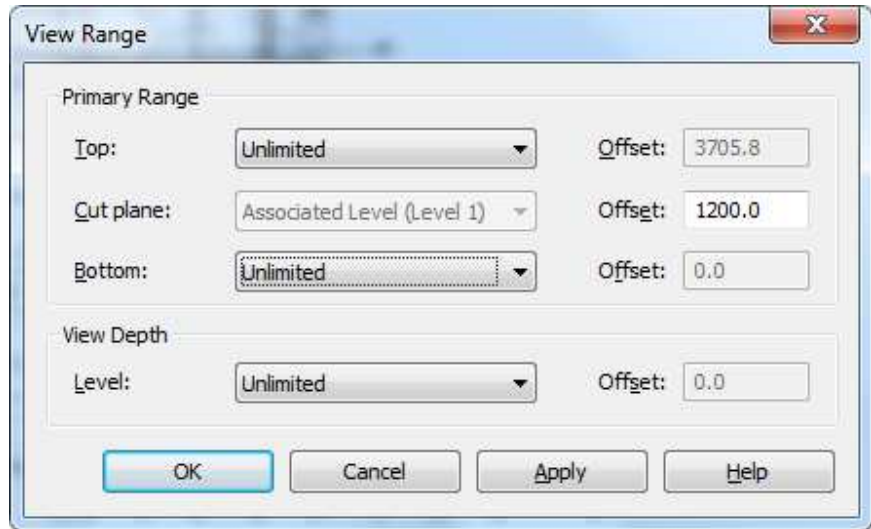 View Range
Primary Range
Top: Unlimited Offset: 3705.8
Cut plane: Associated Level (Level 1) Offset: 1200.0
Bottom: Unlimited Offset: 0.0
View Depth
Level: Unlimited Offset: 0.0
OK Cancel Apply Help